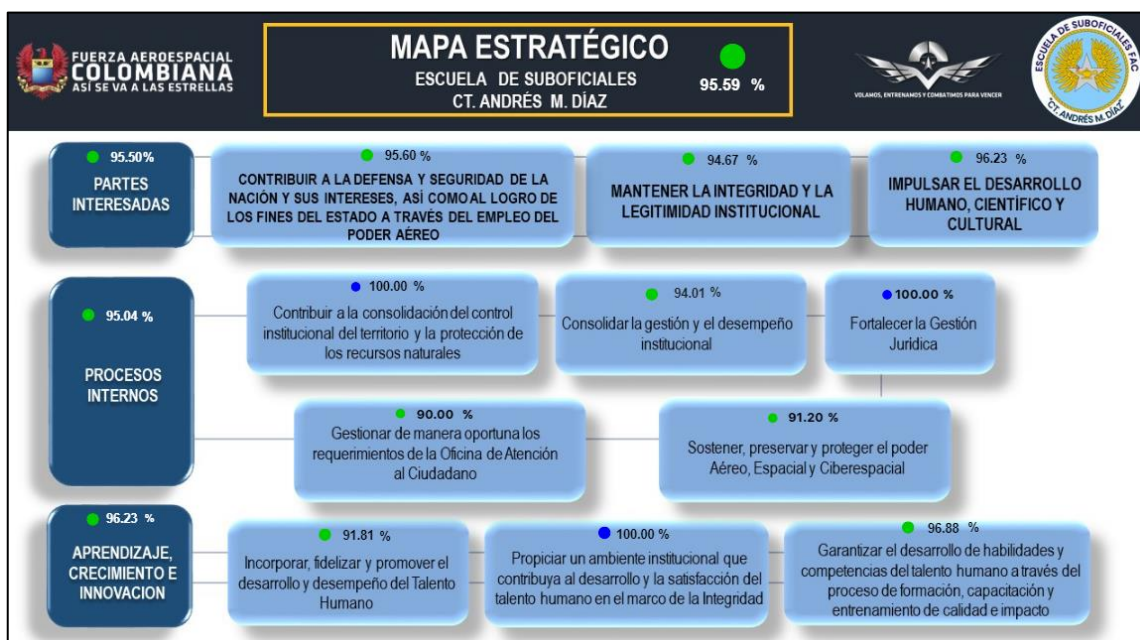 FUERZA AEROESPACIAL
COLOMBIANA
ASÍ SE VA A LAS ESTRELLAS
MAPA ESTRATÉGICO
ESCUELA DE SUBOFICIALES
CT. ANDRÉS M. DÍAZ
95.59 %
VOLAMOS, ENTRENAMOS Y COMBATIMOS PARA VENCER
ESCUELA DE SUBOFICIALES FAC
"CT. ANDRÉS M. DÍAZ"
95.50%
PARTES
INTERESADAS
95.60 %
CONTRIBUIR A LA DEFENSA Y SEGURIDAD DE LA
NACIÓN Y SUS INTERESES, ASÍ COMO AL LOGRO DE
LOS FINES DEL ESTADO A TRAVÉS DEL EMPLEO DEL
PODER AÉREO
94.67 %
MANTENER LA INTEGRIDAD Y LA
LEGITIMIDAD INSTITUCIONAL
96.23 %
IMPULSAR EL DESARROLLO
HUMANO, CIENTÍFICO Y
CULTURAL
95.04 %
PROCESOS
INTERNOS
100.00 %
Contribuir a la consolidación del control
institucional del territorio y la protección de
los recursos naturales
94.01 %
Consolidar la gestión y el desempeño
institucional
100.00 %
Fortalecer la Gestión
Jurídica
90.00 %
Gestionar de manera oportuna los
requerimientos de la Oficina de Atención
al Ciudadano
91.20 %
Sostener, preservar y proteger el poder
Aéreo, Espacial y Ciberespacial
96.23 %
APRENDIZAJE,
CRECIMIENTO E
INNOVACION
91.81 %
Incorporar, fidelizar y promover el
desarrollo y desempeño del Talento
Humano
100.00 %
Propiciar un ambiente institucional que
contribuya al desarrollo y la satisfacción del
talento humano en el marco de la Integridad
96.88 %
Garantizar el desarrollo de habilidades y
competencias del talento humano a través del
proceso de formación, capacitación y
entrenamiento de calidad e impacto